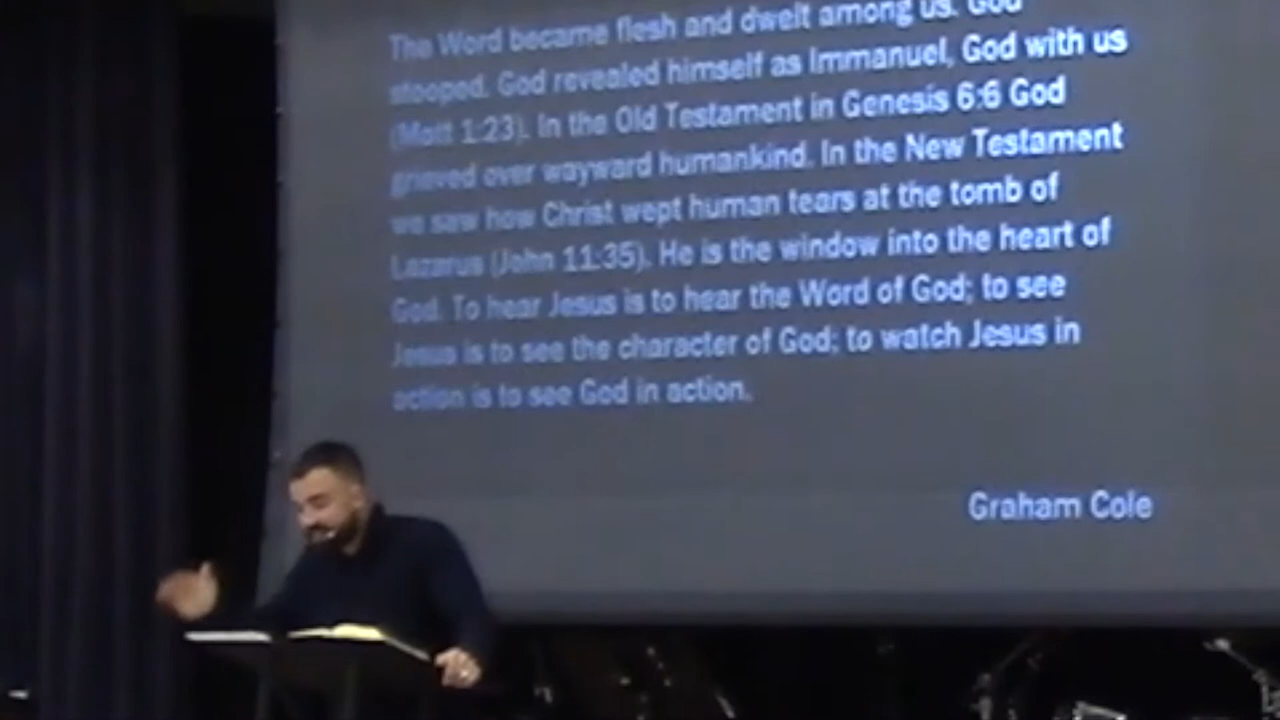 The Word became flesh and dwelt among us. God
stooped. God revealed himself as Immanuel, God with us
(Matt 1:23). In the Old Testament in Genesis 6:6 God
grieved over wayward humankind. In the New Testament
we saw how Christ wept human tears at the tomb of
Lazarus (John 11:35). He is the window into the heart of
God. To hear Jesus is to hear the Word of God; to see
Jesus is to see the character of God; to watch Jesus in
action is to see God in action.
Graham Cole